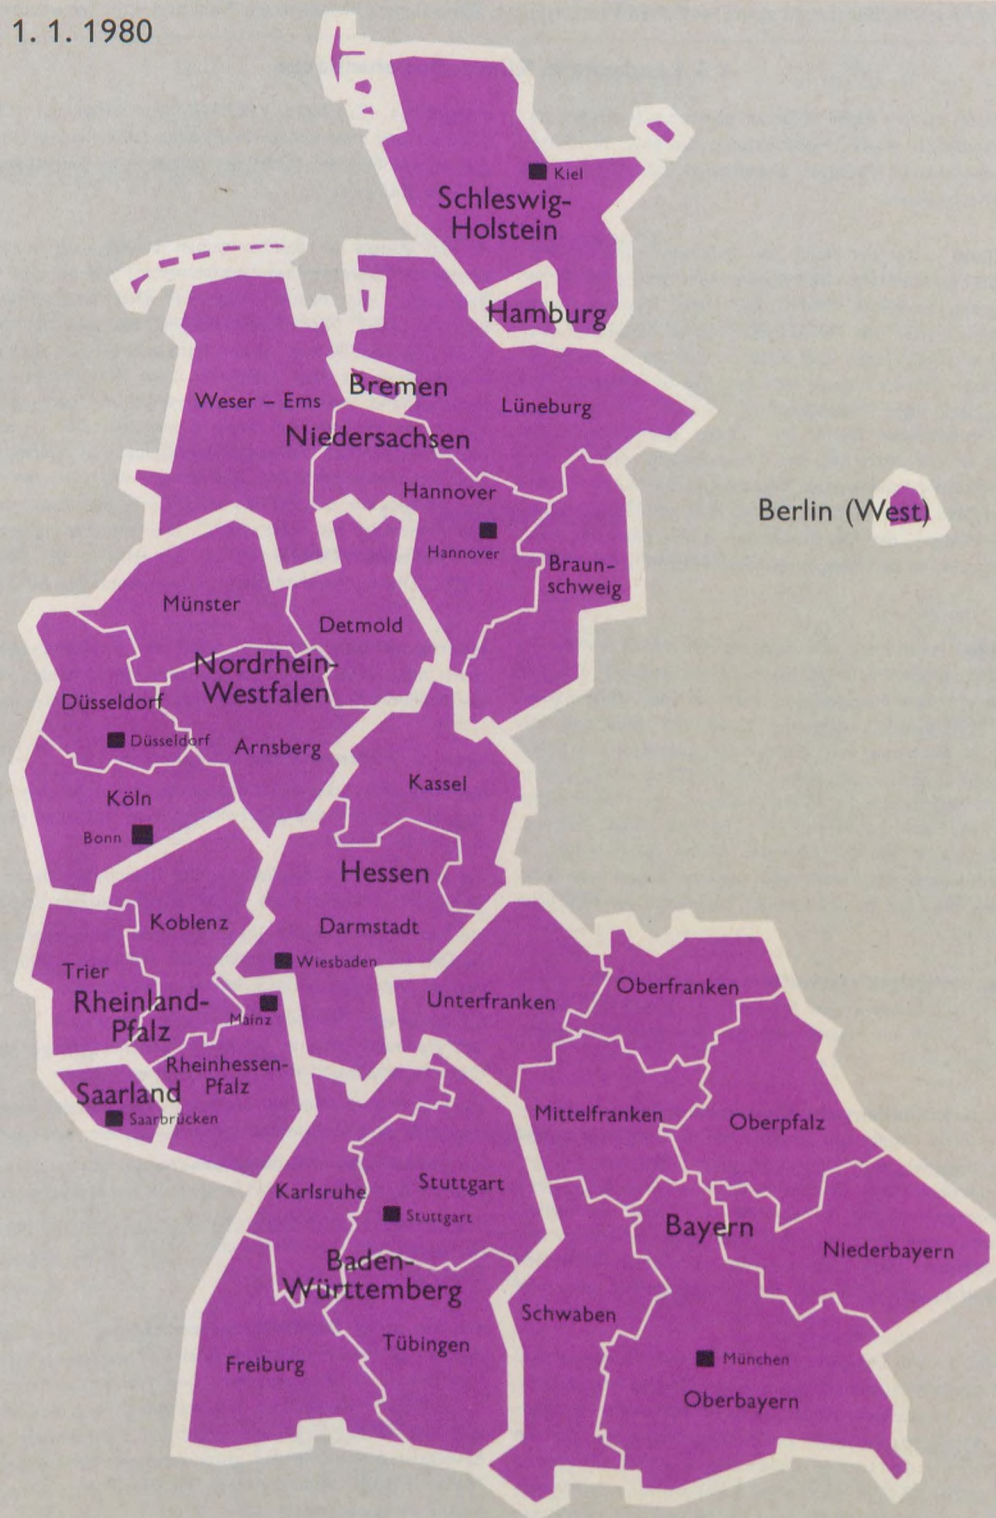 1. 1. 1980
Kiel
Schleswig-
Holstein
Hamburg
Bremen
Weser – Ems
Lüneburg
Niedersachsen
Hannover
Hannover
Braun-
schweig
Berlin (West)
Münster
Detmold
Nordrhein-
Westfalen
Düsseldorf
Düsseldorf
Arnsberg
Köln
Bonn
Kassel
Hessen
Darmstadt
Wiesbaden
Koblenz
Trier
Rheinland-
Pfalz
Mainz
Rheinhessen-
Pfalz
Saarland
Saarbrücken
Unterfranken
Oberfranken
Mittelfranken
Oberpfalz
Karlsruhe
Stuttgart
Stuttgart
Baden-
Württemberg
Freiburg
Tübingen
Bayern
Niederbayern
Schwaben
München
Oberbayern